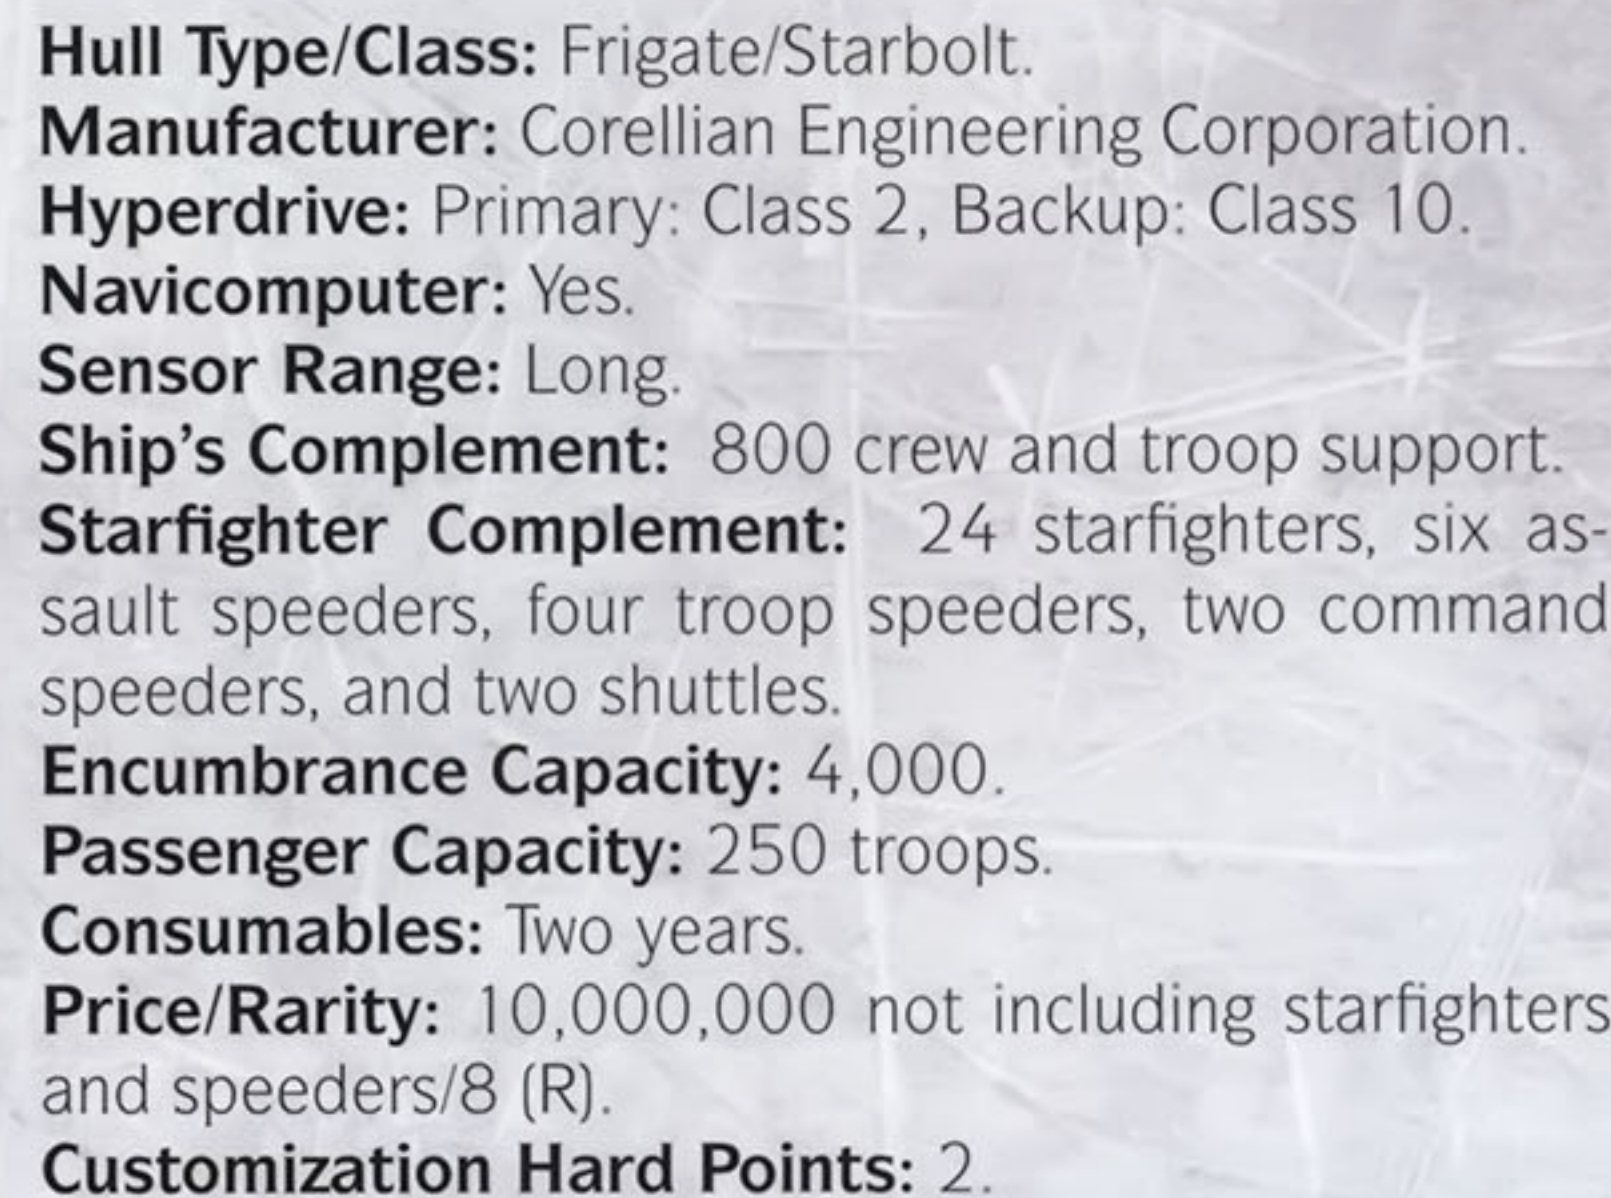 Hull Type/Class: Frigate/Starbolt.
Manufacturer: Corellian Engineering Corporation.
Hyperdrive: Primary: Class 2, Backup: Class 10.
Navicomputer: Yes.
Sensor Range: Long.
Ship’s Complement: 800 crew and troop support.
Starfighter Complement: 24 starfighters, six as-
sault speeders, four troop speeders, two command
speeders, and two shuttles.
Encumbrance Capacity: 4,000.
Passenger Capacity: 250 troops.
Consumables: Two years.
Price/Rarity: 10,000,000 not including starfighters
and speeders/8 (R).
Customization Hard Points: 2.